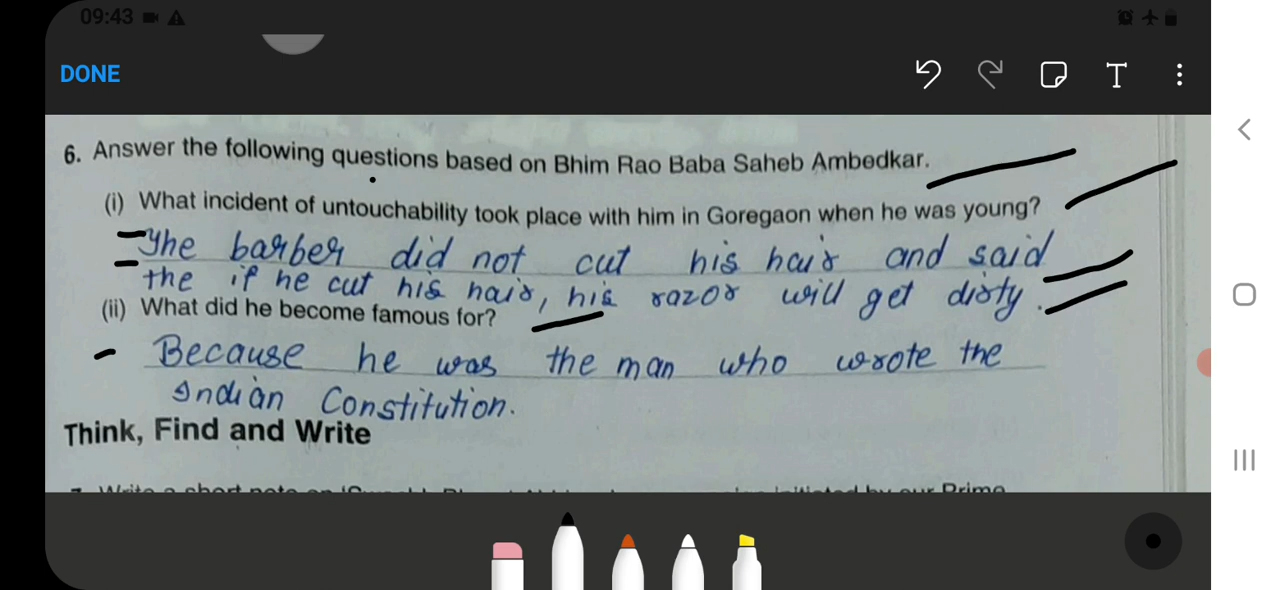 09:43
DONE
T
6. Answer the following questions based on Bhim Rao Baba Saheb Ambedkar.
(i) What incident of untouchability took place with him in Goregaon when he was young?
The barber did not cut his hair and said
the if he cut his hair, his razor will get dirty.
(ii) What did he become famous for?
Because he was the man who wrote the
Indian Constitution.
Think, Find and Write